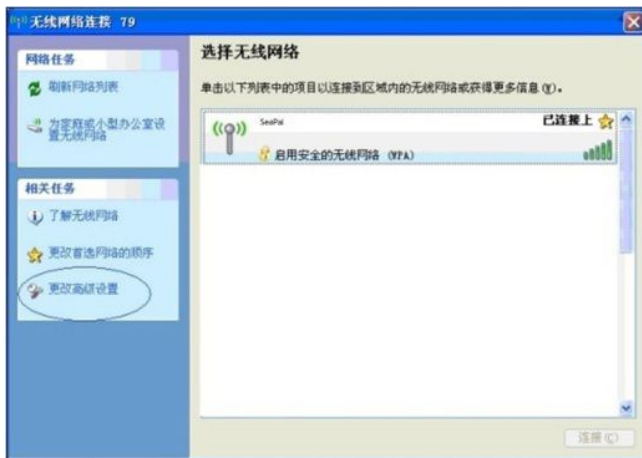 无线网络连接 79
网络任务
刷新网络列表
为家庭或小型办公室设
置无线网络
相关任务
了解无线网络
更改首选网络的顺序
更改高级设置
选择无线网络
单击以下列表中的项目以连接到区域内的无线网络或获得更多信息(W)。
SeaPai
已连接上
启用安全的无线网络 (WPA)
连接(C)